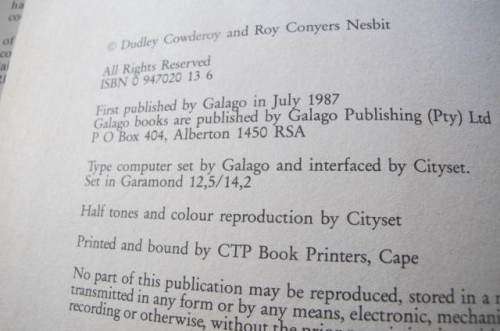 © Dudley Cowderoy and Roy Conyers Nesbit
All Rights Reserved
ISBN 0 947020 13 6
First published by Galago in July 1987
Galago books are published by Galago Publishing (Pty) Ltd
P O Box 404, Alberton 1450 RSA
Type computer set by Galago and interfaced by Cityset.
Set in Garamond 12,5/14,2
Half tones and colour reproduction by Cityset
Printed and bound by CTP Book Printers, Cape
No part of this publication may be reproduced, stored in a
transmitted in any form or by any means, electronic, mechani
recording or otherwise, without the prior